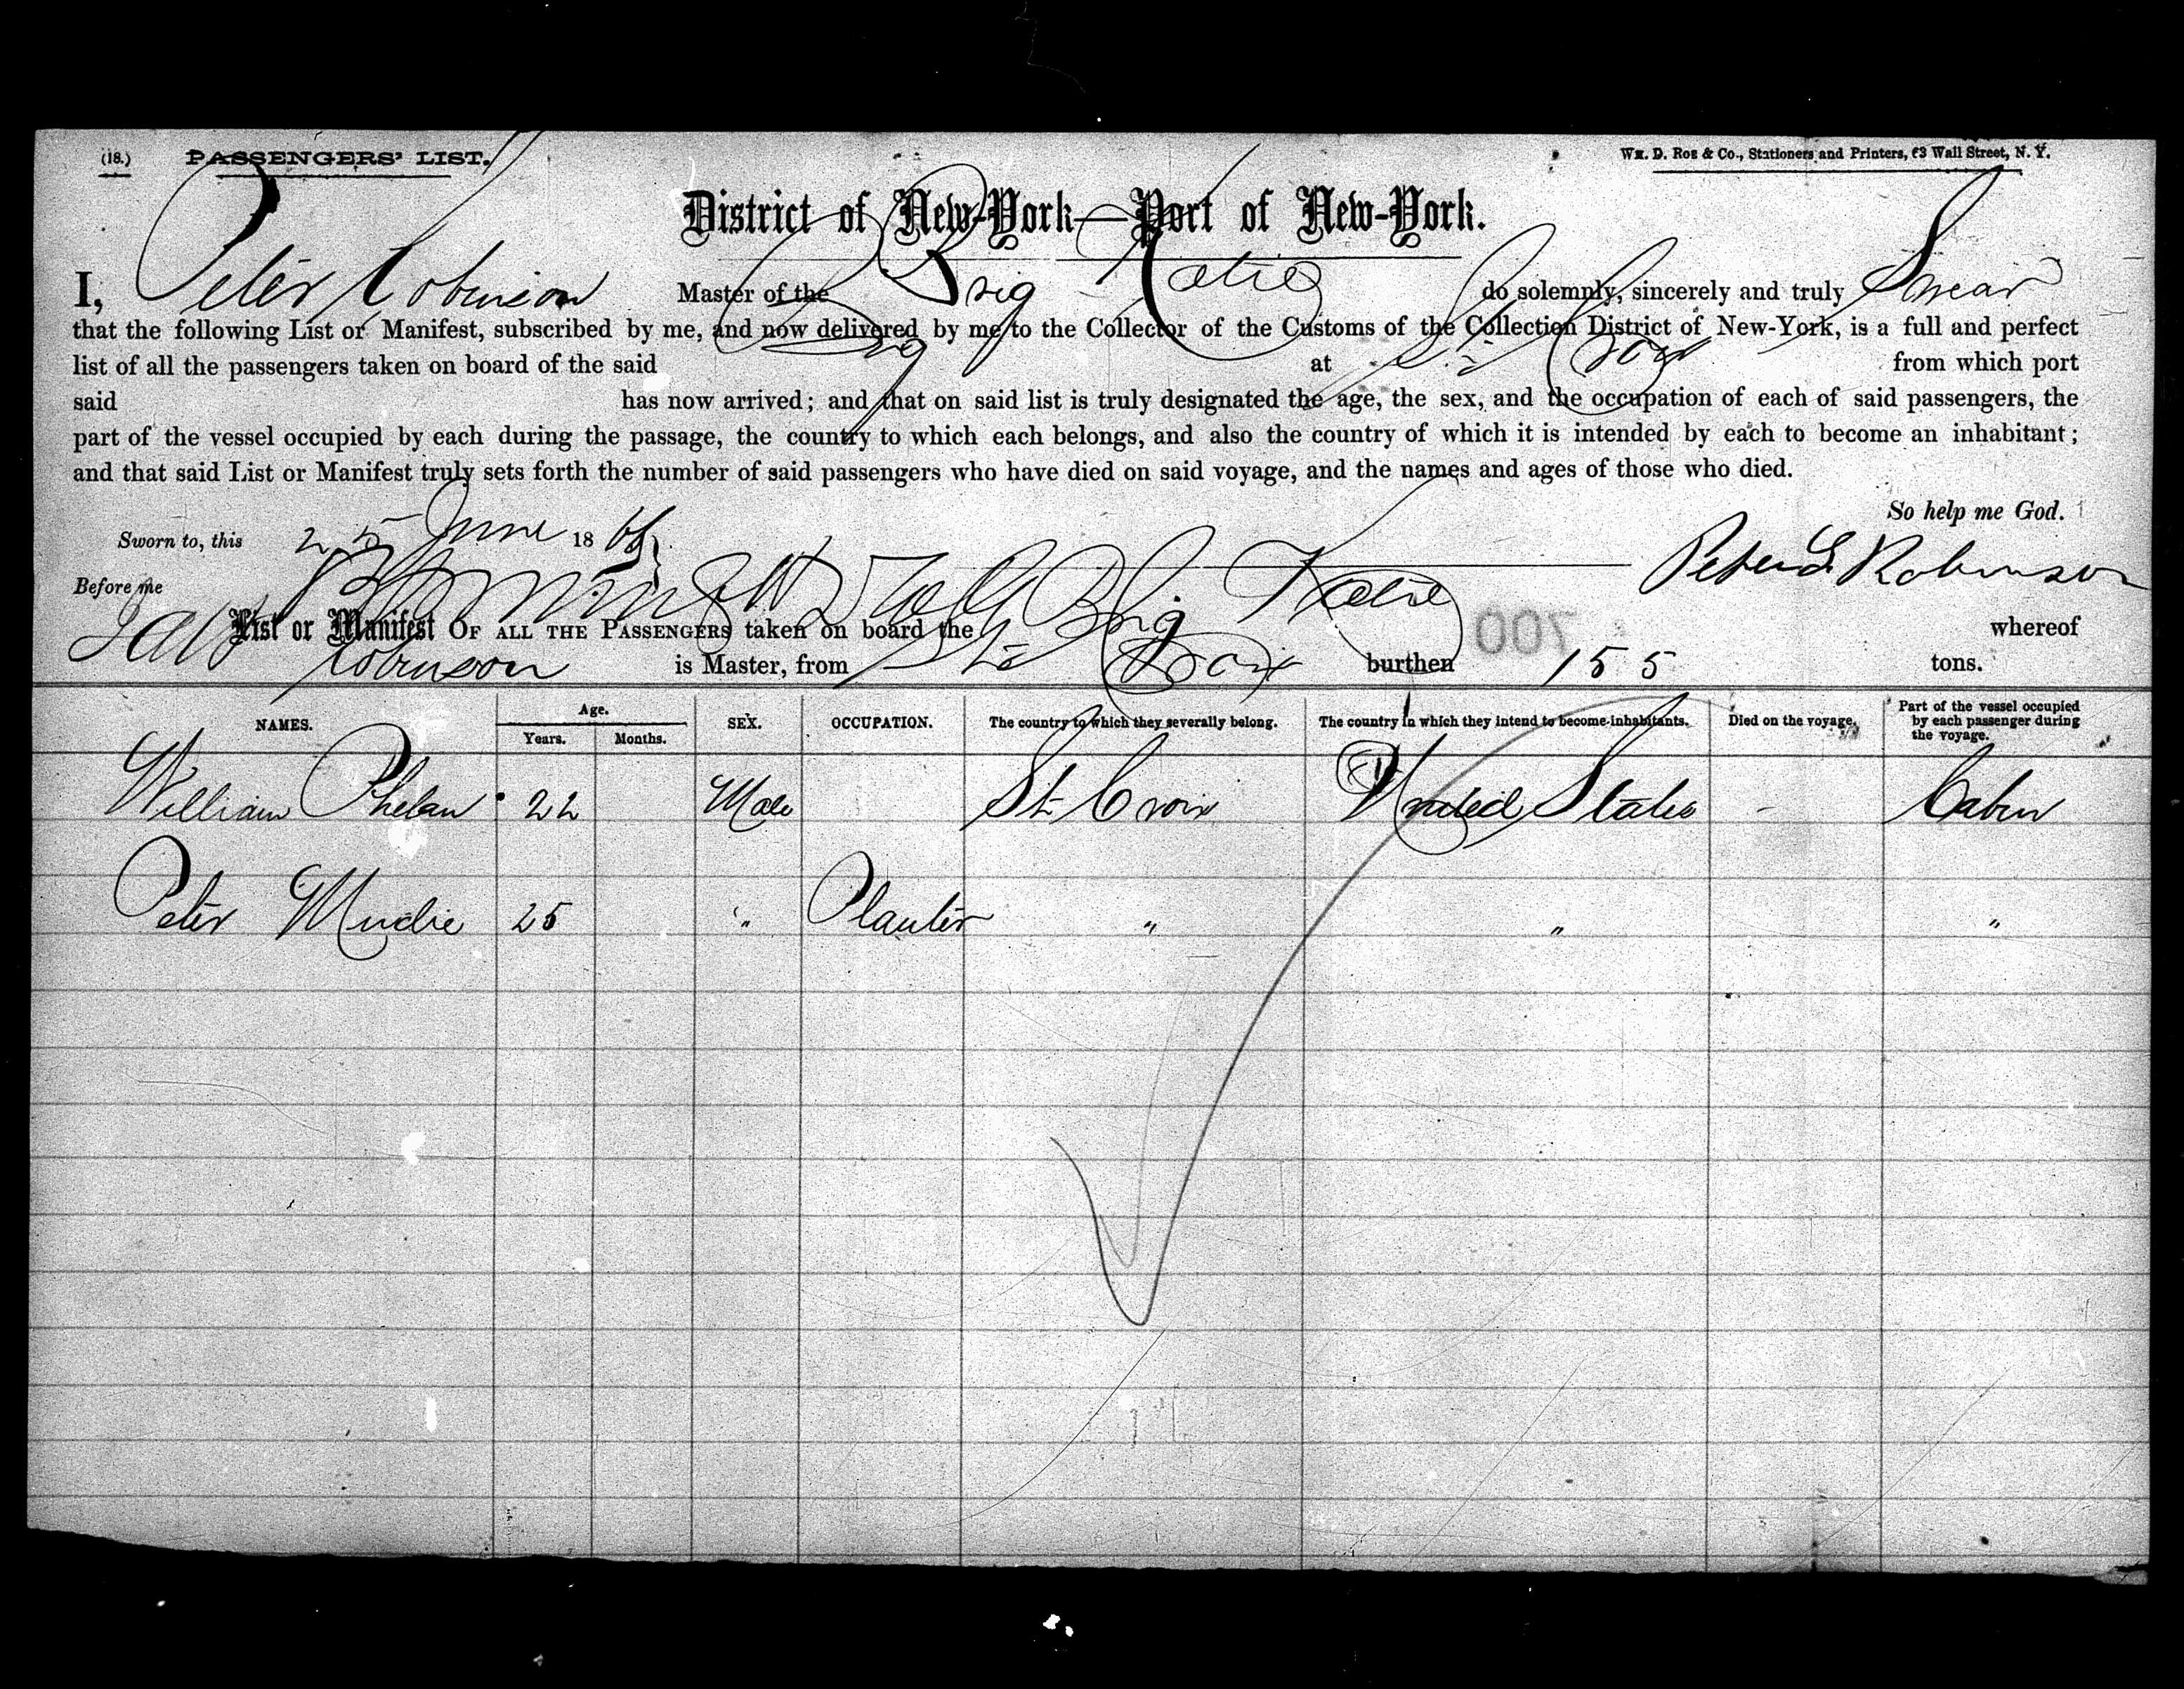 (18.) PASSENGERS' LIST. Wm. D. Roe & Co., Stationers and Printers, 63 Wall Street, N. Y.
District of New-York—Port of New-York.
I, Peter Robinson Master of the Brig Katie do solemnly, sincerely and truly Swear
that the following List or Manifest, subscribed by me, and now delivered by me to the Collector of the Customs of the Collection District of New-York, is a full and perfect
list of all the passengers taken on board of the said Brig at St Croix from which port
said has now arrived; and that on said list is truly designated the age, the sex, and the occupation of each of said passengers, the
part of the vessel occupied by each during the passage, the country to which each belongs, and also the country of which it is intended by each to become an inhabitant;
and that said List or Manifest truly sets forth the number of said passengers who have died on said voyage, and the names and ages of those who died.
So help me God.
Sworn to, this 25 June 1866
Before me Peter S. Robinson
List or Manifest OF ALL THE PASSENGERS taken on board the Brig Katie 700 whereof
Robinson is Master, from St Croix burthen 155 tons.
NAMES. Age. Years. Months. SEX. OCCUPATION. The country to which they severally belong. The country in which they intend to become inhabitants. Died on the voyage. Part of the vessel occupied by each passenger during the voyage.
William Phelan 22 Male St Croix United States - Cabin
Peter Mudie 25 " Planter " " "